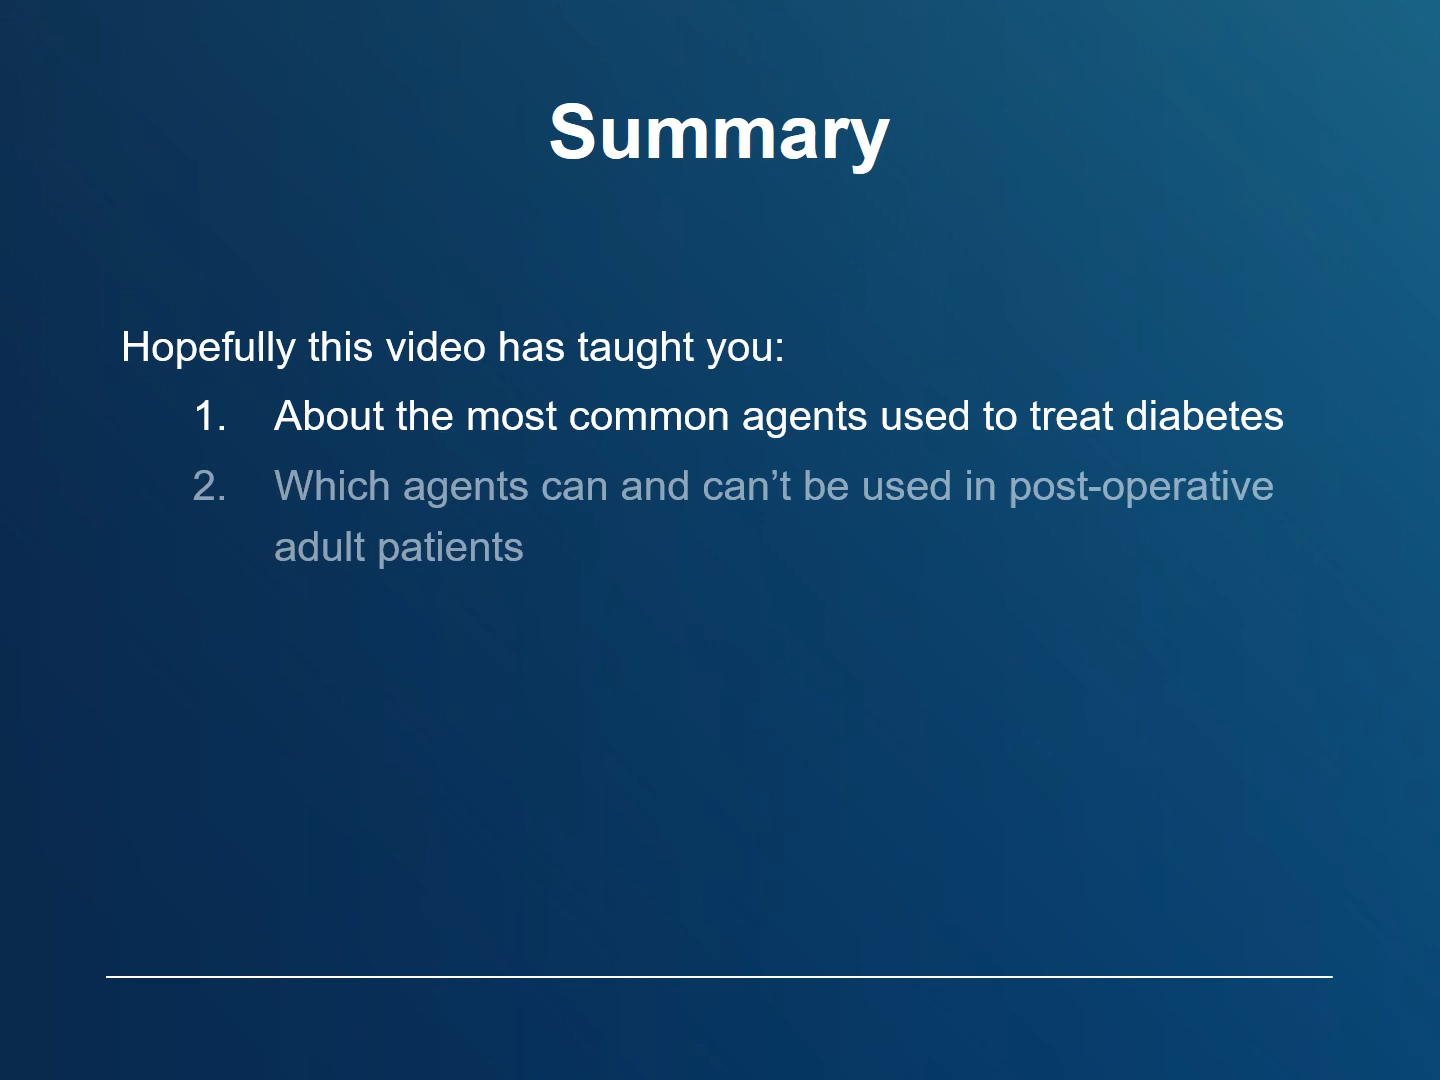 Summary
Hopefully this video has taught you:
1. About the most common agents used to treat diabetes
2. Which agents can and can’t be used in post-operative
adult patients